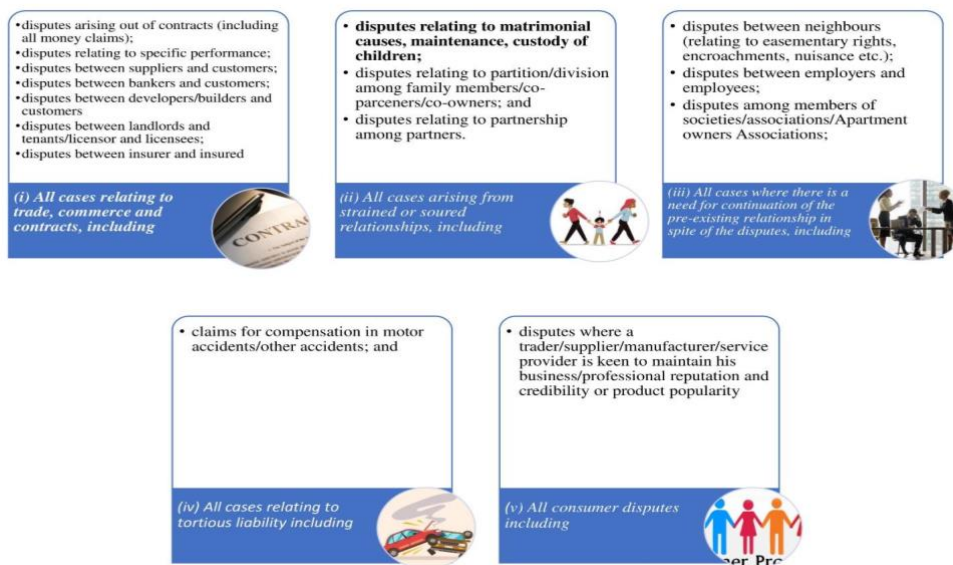 •disputes arising out of contracts (including
all money claims);
•disputes relating to specific performance;
•disputes between suppliers and customers;
•disputes between bankers and customers;
•disputes between developers/builders and
customers
•disputes between landlords and
tenants/licensor and licensees;
•disputes between insurer and insured
(i) All cases relating to
trade, commerce and
contracts, including
CONTRAC
• disputes relating to matrimonial
causes, maintenance, custody of
children;
• disputes relating to partition/division
among family members/co-
parceners/co-owners; and
• disputes relating to partnership
among partners.
(ii) All cases arising from
strained or soured
relationships, including
• disputes between neighbours
(relating to easementary rights,
encroachments, nuisance etc.);
• disputes between employers and
employees;
• disputes among members of
societies/associations/Apartment
owners Associations;
(iii) All cases where there is a
need for continuation of the
pre-existing relationship in
spite of the disputes, including
• claims for compensation in motor
accidents/other accidents; and
(iv) All cases relating to
tortious liability including
• disputes where a
trader/supplier/manufacturer/service
provider is keen to maintain his
business/professional reputation and
credibility or product popularity
(v) All consumer disputes
including
er Pro